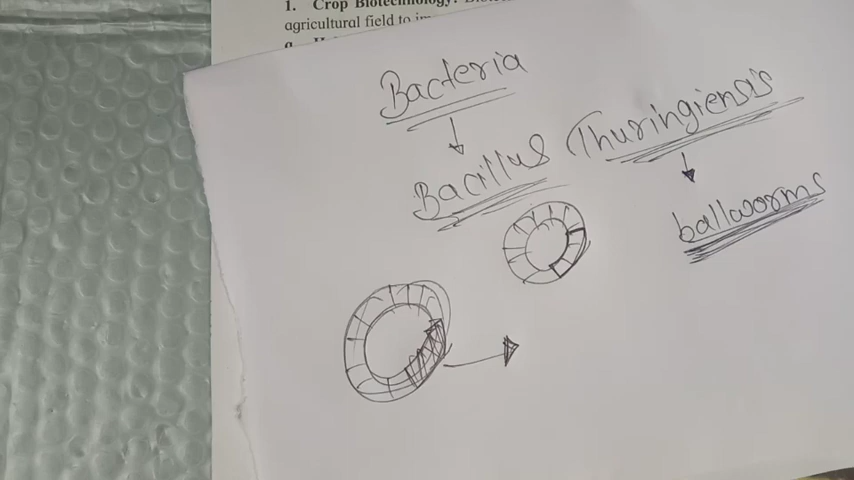 1. Crop Biotechnology:
agricultural field to
a.
Bacteria
Bacillus Thuringiensis
ballworms